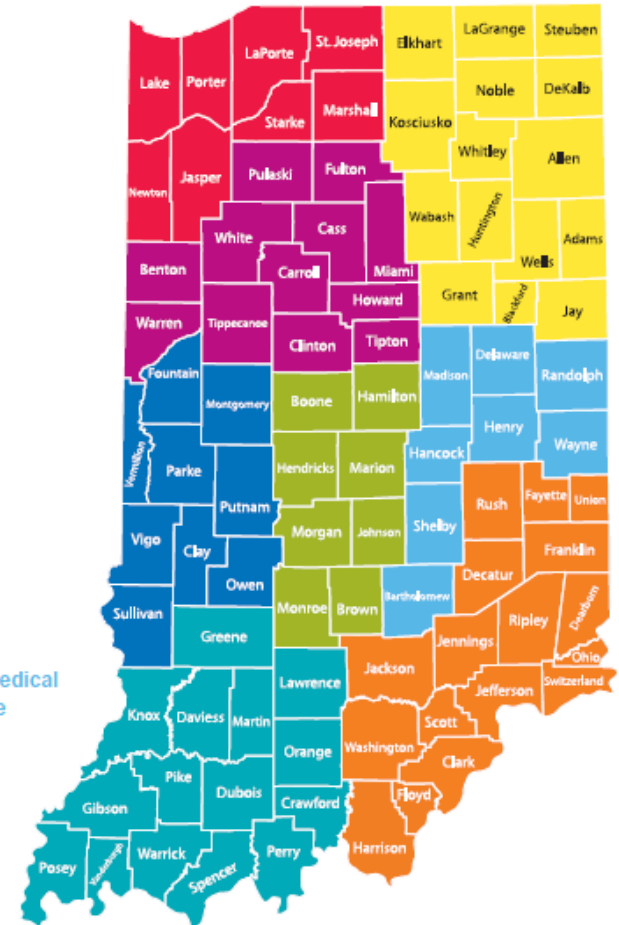 St. Joseph
LaGrange
Steuben
Elkhart
LaPorte
Lake
Porter
Noble
DeKalb
Marshall
Starke
Kosciusko
Whitley
Allen
Newton
Jasper
Pulaski
Fulton
Wabash
Huntington
White
Cass
Adams
Wells
Benton
Carroll
Miami
Grant
Blackford
Jay
Howard
Warren
Tippecanoe
Clinton
Tipton
Fountain
Madison
Delaware
Randolph
Montgomery
Boone
Hamilton
Henry
Wayne
Vermillion
Parke
Hendricks
Marion
Hancock
Putnam
Rush
Fayette
Union
Vigo
Clay
Morgan
Johnson
Shelby
Franklin
Owen
Decatur
Sullivan
Monroe
Brown
Bartholomew
Ripley
Dearborn
Greene
Jennings
Ohio
edical
e
Lawrence
Jackson
Jefferson
Switzerland
Knox
Daviess
Martin
Scott
Orange
Washington
Clark
Pike
Dubois
Crawford
Floyd
Gibson
Harrison
Posey
Vanderburgh
Warrick
Spencer
Perry